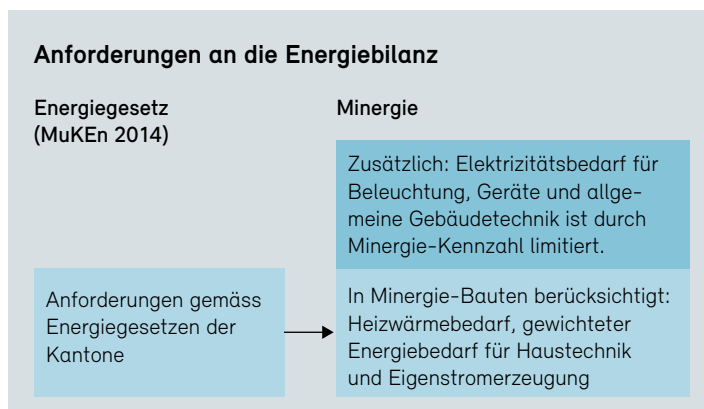 Anforderungen an die Energiebilanz
Energiegesetz
(MuKEn 2014)
Minergie
Zusätzlich: Elektrizitätsbedarf für
Beleuchtung, Geräte und allge-
meine Gebäudetechnik ist durch
Minergie-Kennzahl limitiert.
Anforderungen gemäss
Energiegesetzen der
Kantone
In Minergie-Bauten berücksichtigt:
Heizwärmebedarf, gewichteter
Energiebedarf für Haustechnik
und Eigenstromerzeugung